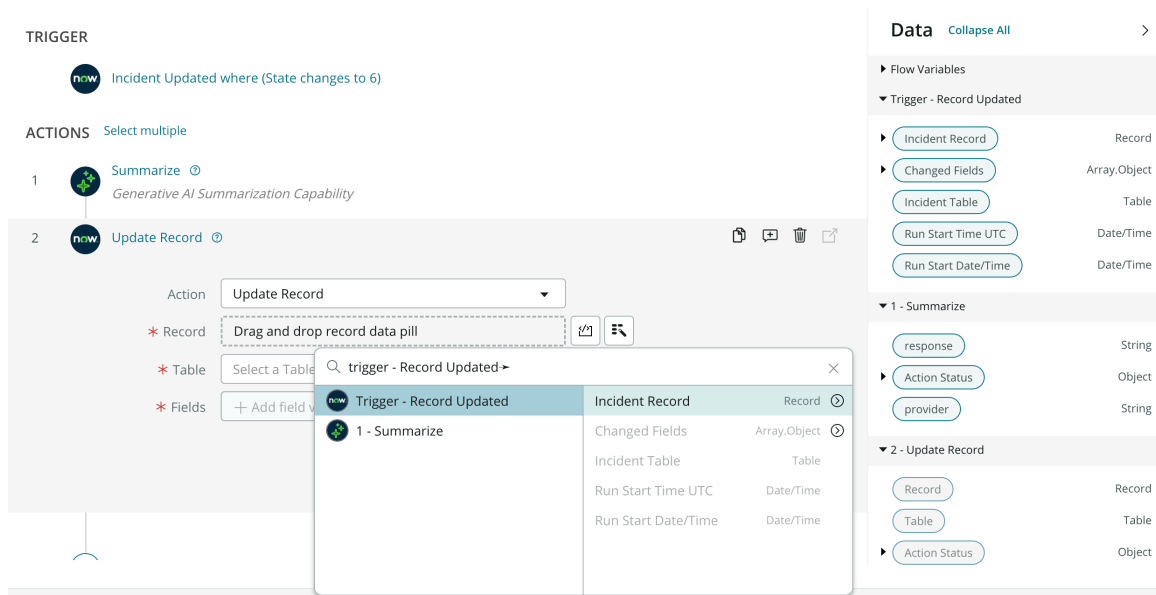 TRIGGER
now
Incident Updated where (State changes to 6)
ACTIONS Select multiple
1
Summarize
Generative AI Summarization Capability
2
now
Update Record
Action
Update Record
* Record
Drag and drop record data pill
* Table
Select a Table
* Fields
+ Add field v
trigger - Record Updated➛
now
Trigger - Record Updated
1 - Summarize
Incident Record Record
Changed Fields Array.Object
Incident Table Table
Run Start Time UTC Date/Time
Run Start Date/Time Date/Time
Data Collapse All
Flow Variables
Trigger - Record Updated
Incident Record Record
Changed Fields Array.Object
Incident Table Table
Run Start Time UTC Date/Time
Run Start Date/Time Date/Time
1 - Summarize
response String
Action Status Object
provider String
2 - Update Record
Record Record
Table Table
Action Status Object